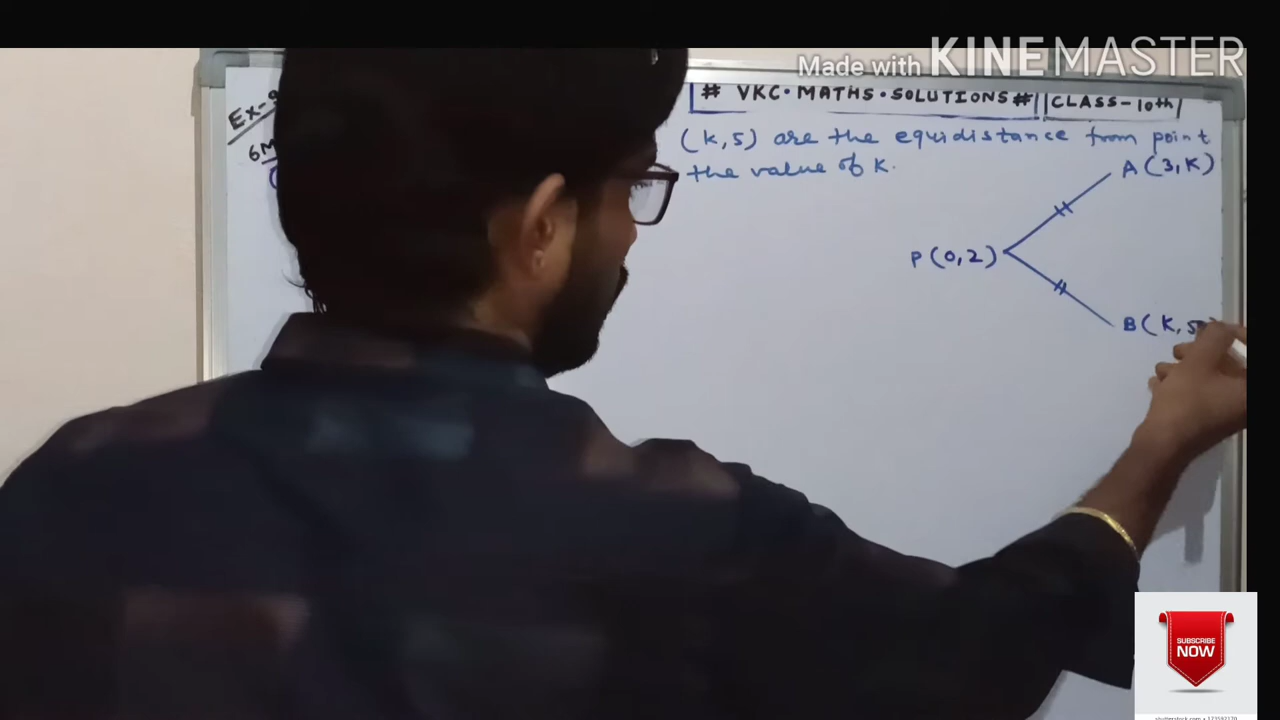 Made with KINEMASTER
# VKC·MATHS·SOLUTIONS# CLASS-10th
Ex-9
(K,5) are the equidistance from point
6M
the value of K.
A (3,K)
P (0,2)
B (K,5)
SUBSCRIBE
NOW